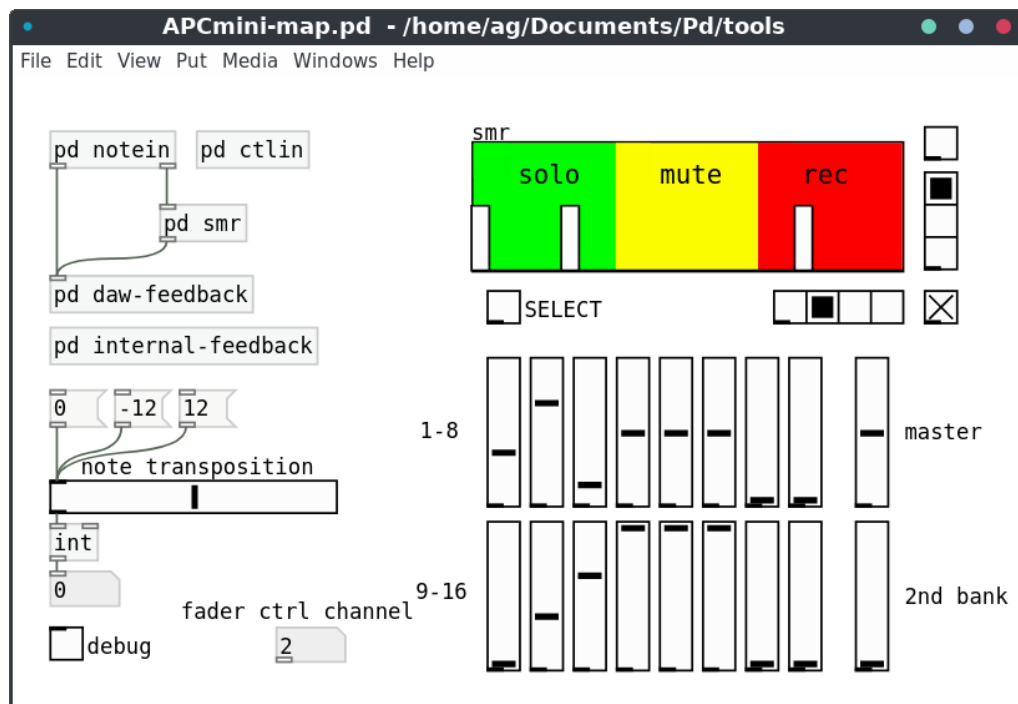 APCmini-map.pd - /home/ag/Documents/Pd/tools
File Edit View Put Media Windows Help
pd notein
pd ctlin
pd smr
pd daw-feedback
pd internal-feedback
0
-12
12
note transposition
int
0
debug
fader ctrl channel
2
smr
solo
mute
rec
SELECT
1-8
master
9-16
2nd bank